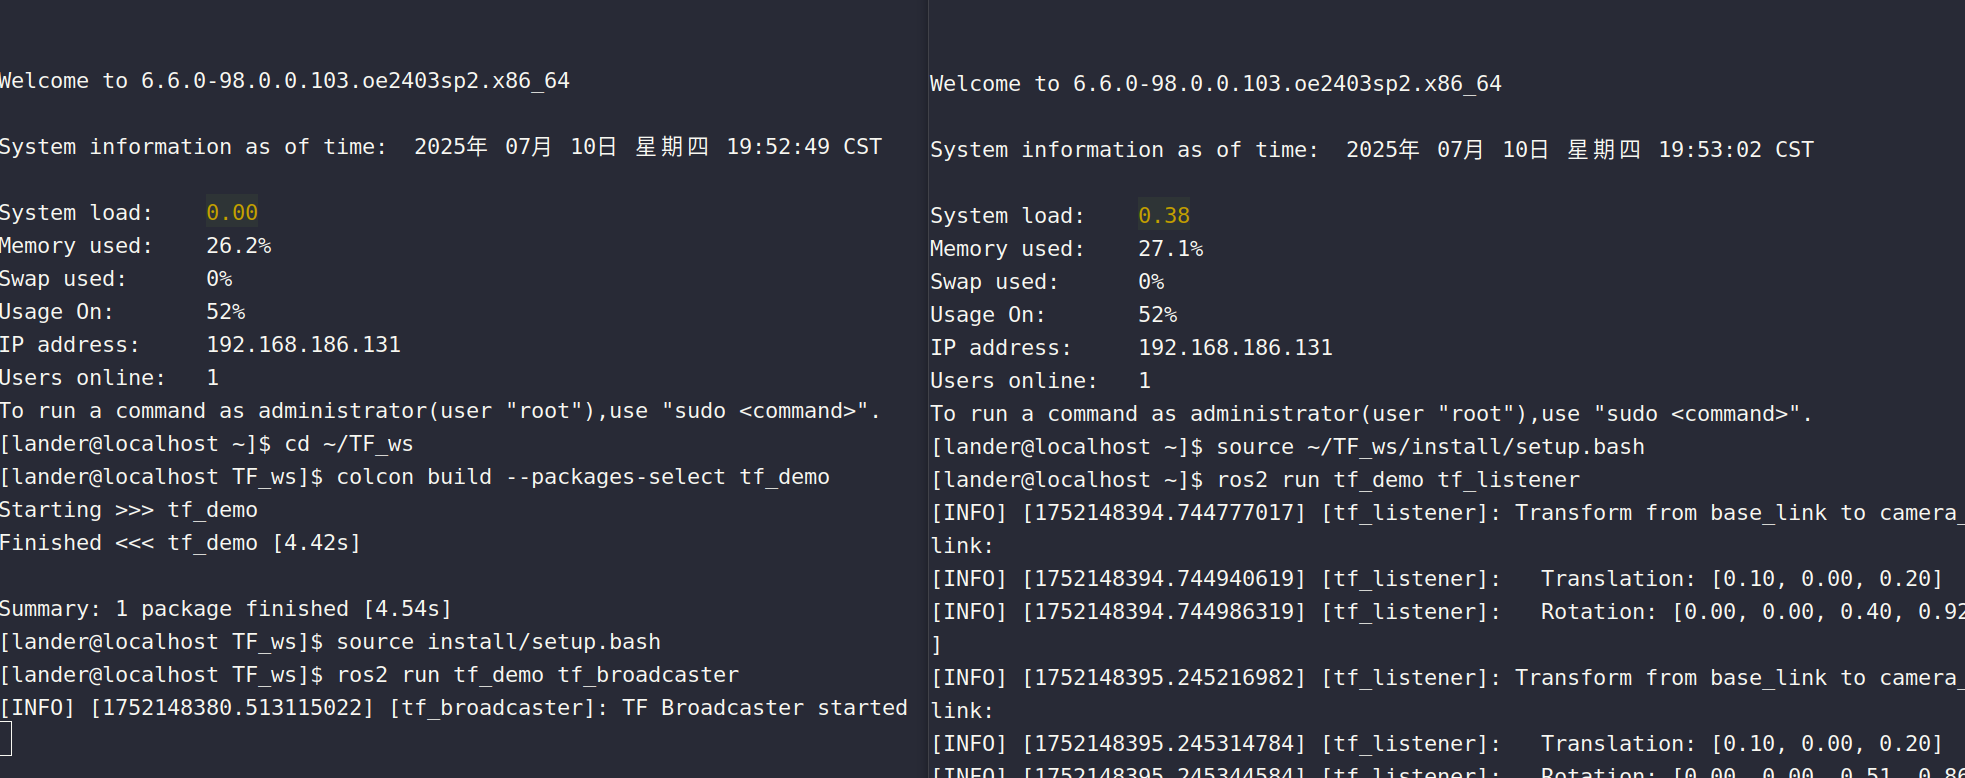 Welcome to 6.6.0-98.0.0.103.oe2403sp2.x86_64
System information as of time:  2025年 07月 10日 星期四 19:52:49 CST
System load:    0.00
Memory used:    26.2%
Swap used:      0%
Usage On:       52%
IP address:     192.168.186.131
Users online:   1
To run a command as administrator(user "root"),use "sudo <command>".
[lander@localhost ~]$ cd ~/TF_ws
[lander@localhost TF_ws]$ colcon build --packages-select tf_demo
Starting >>> tf_demo
Finished <<< tf_demo [4.42s]
Summary: 1 package finished [4.54s]
[lander@localhost TF_ws]$ source install/setup.bash
[lander@localhost TF_ws]$ ros2 run tf_demo tf_broadcaster
[INFO] [1752148380.513115022] [tf_broadcaster]: TF Broadcaster started
Welcome to 6.6.0-98.0.0.103.oe2403sp2.x86_64
System information as of time:  2025年 07月 10日 星期四 19:53:02 CST
System load:    0.38
Memory used:    27.1%
Swap used:      0%
Usage On:       52%
IP address:     192.168.186.131
Users online:   1
To run a command as administrator(user "root"),use "sudo <command>".
[lander@localhost ~]$ source ~/TF_ws/install/setup.bash
[lander@localhost ~]$ ros2 run tf_demo tf_listener
[INFO] [1752148394.744777017] [tf_listener]: Transform from base_link to camera_
link:
[INFO] [1752148394.744940619] [tf_listener]:   Translation: [0.10, 0.00, 0.20]
[INFO] [1752148394.744986319] [tf_listener]:   Rotation: [0.00, 0.00, 0.40, 0.92
]
[INFO] [1752148395.245216982] [tf_listener]: Transform from base_link to camera_
link:
[INFO] [1752148395.245314784] [tf_listener]:   Translation: [0.10, 0.00, 0.20]
[INFO] [1752148395.245344584] [tf_listener]:   Rotation: [0.00, 0.00, 0.51, 0.86